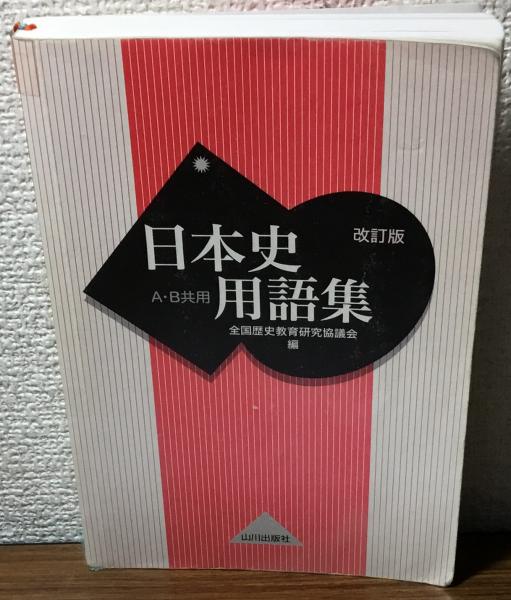 改訂版
日本史
A・B共用
用語集
全国歴史教育研究協議会
編
山川出版社